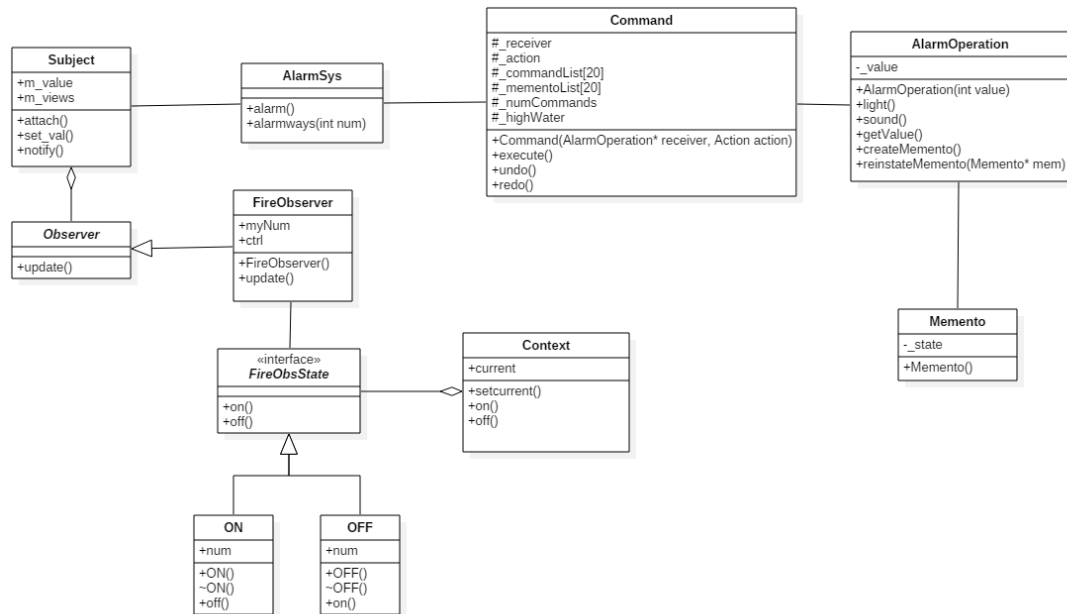 Subject
+m_value
+m_views
+attach()
+set_val()
+notify()
AlarmSys
+alarm()
+alarmways(int num)
Command
#_receiver
#_action
#_commandList[20]
#_mementoList[20]
#_numCommands
#_highWater
+Command(AlarmOperation* receiver, Action action)
+execute()
+undo()
+redo()
AlarmOperation
-_value
+AlarmOperation(int value)
+light()
+sound()
+getValue()
+createMemento()
+reinstateMemento(Memento* mem)
Observer
+update()
FireObserver
+myNum
+ctrl
+FireObserver()
+update()
Memento
-_state
+Memento()
«interface»
FireObsState
+on()
+off()
Context
+current
+setcurrent()
+on()
+off()
ON
+num
+ON()
~ON()
+off()
OFF
+num
+OFF()
~OFF()
+on()